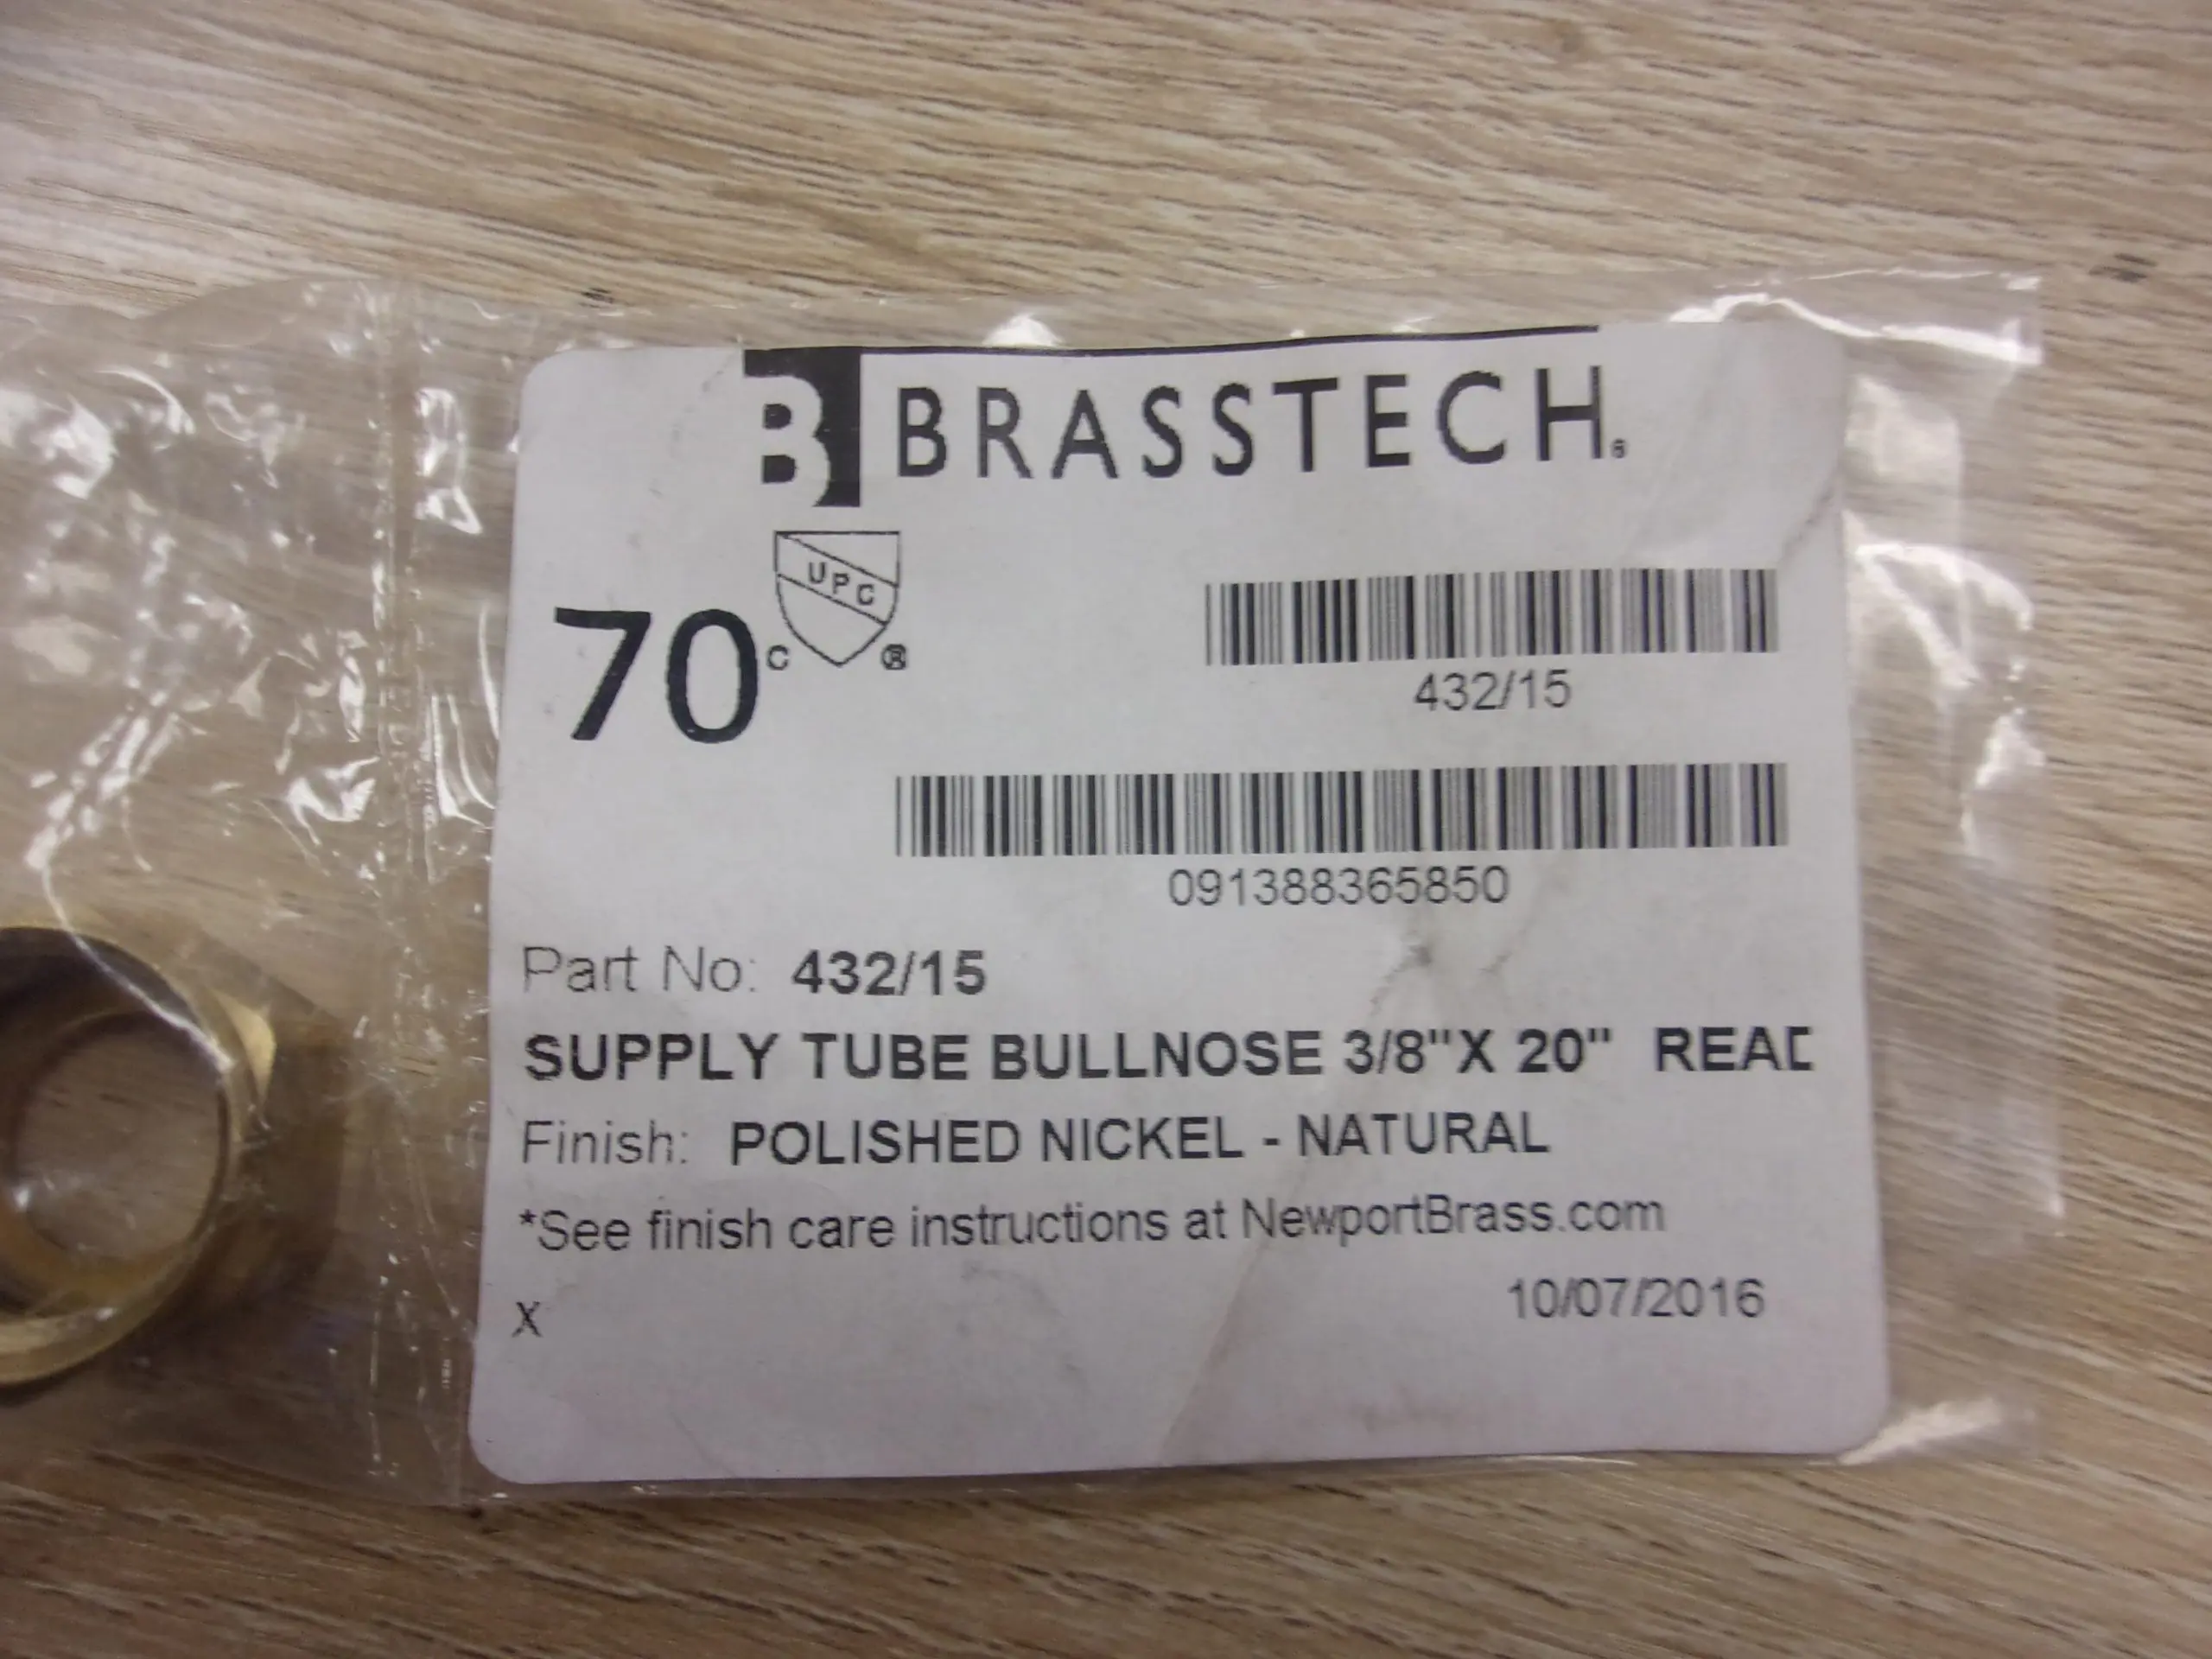 B BRASSTECH®
70 C UPC ®
432/15
091388365850
Part No: 432/15
SUPPLY TUBE BULLNOSE 3/8"X 20" READ
Finish: POLISHED NICKEL - NATURAL
*See finish care instructions at NewportBrass.com
10/07/2016
X